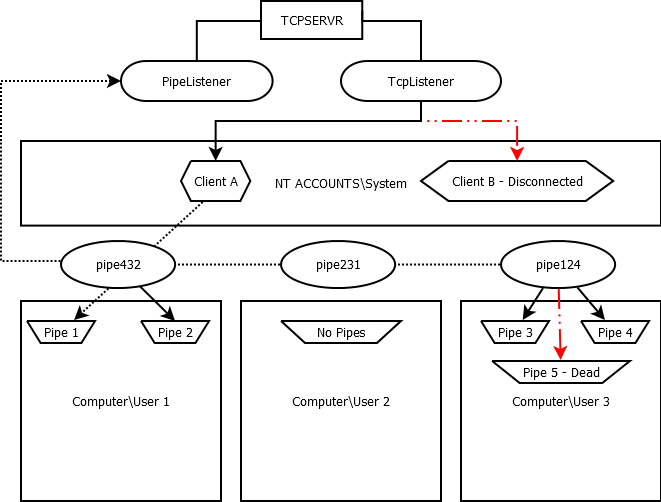 TCPSERVR
PipeListener
TcpListener
Client A
NT ACCOUNTS\System
Client B - Disconnected
pipe432
pipe231
pipe124
Pipe 1
Pipe 2
No Pipes
Pipe 3
Pipe 4
Pipe 5 - Dead
Computer\User 1
Computer\User 2
Computer\User 3